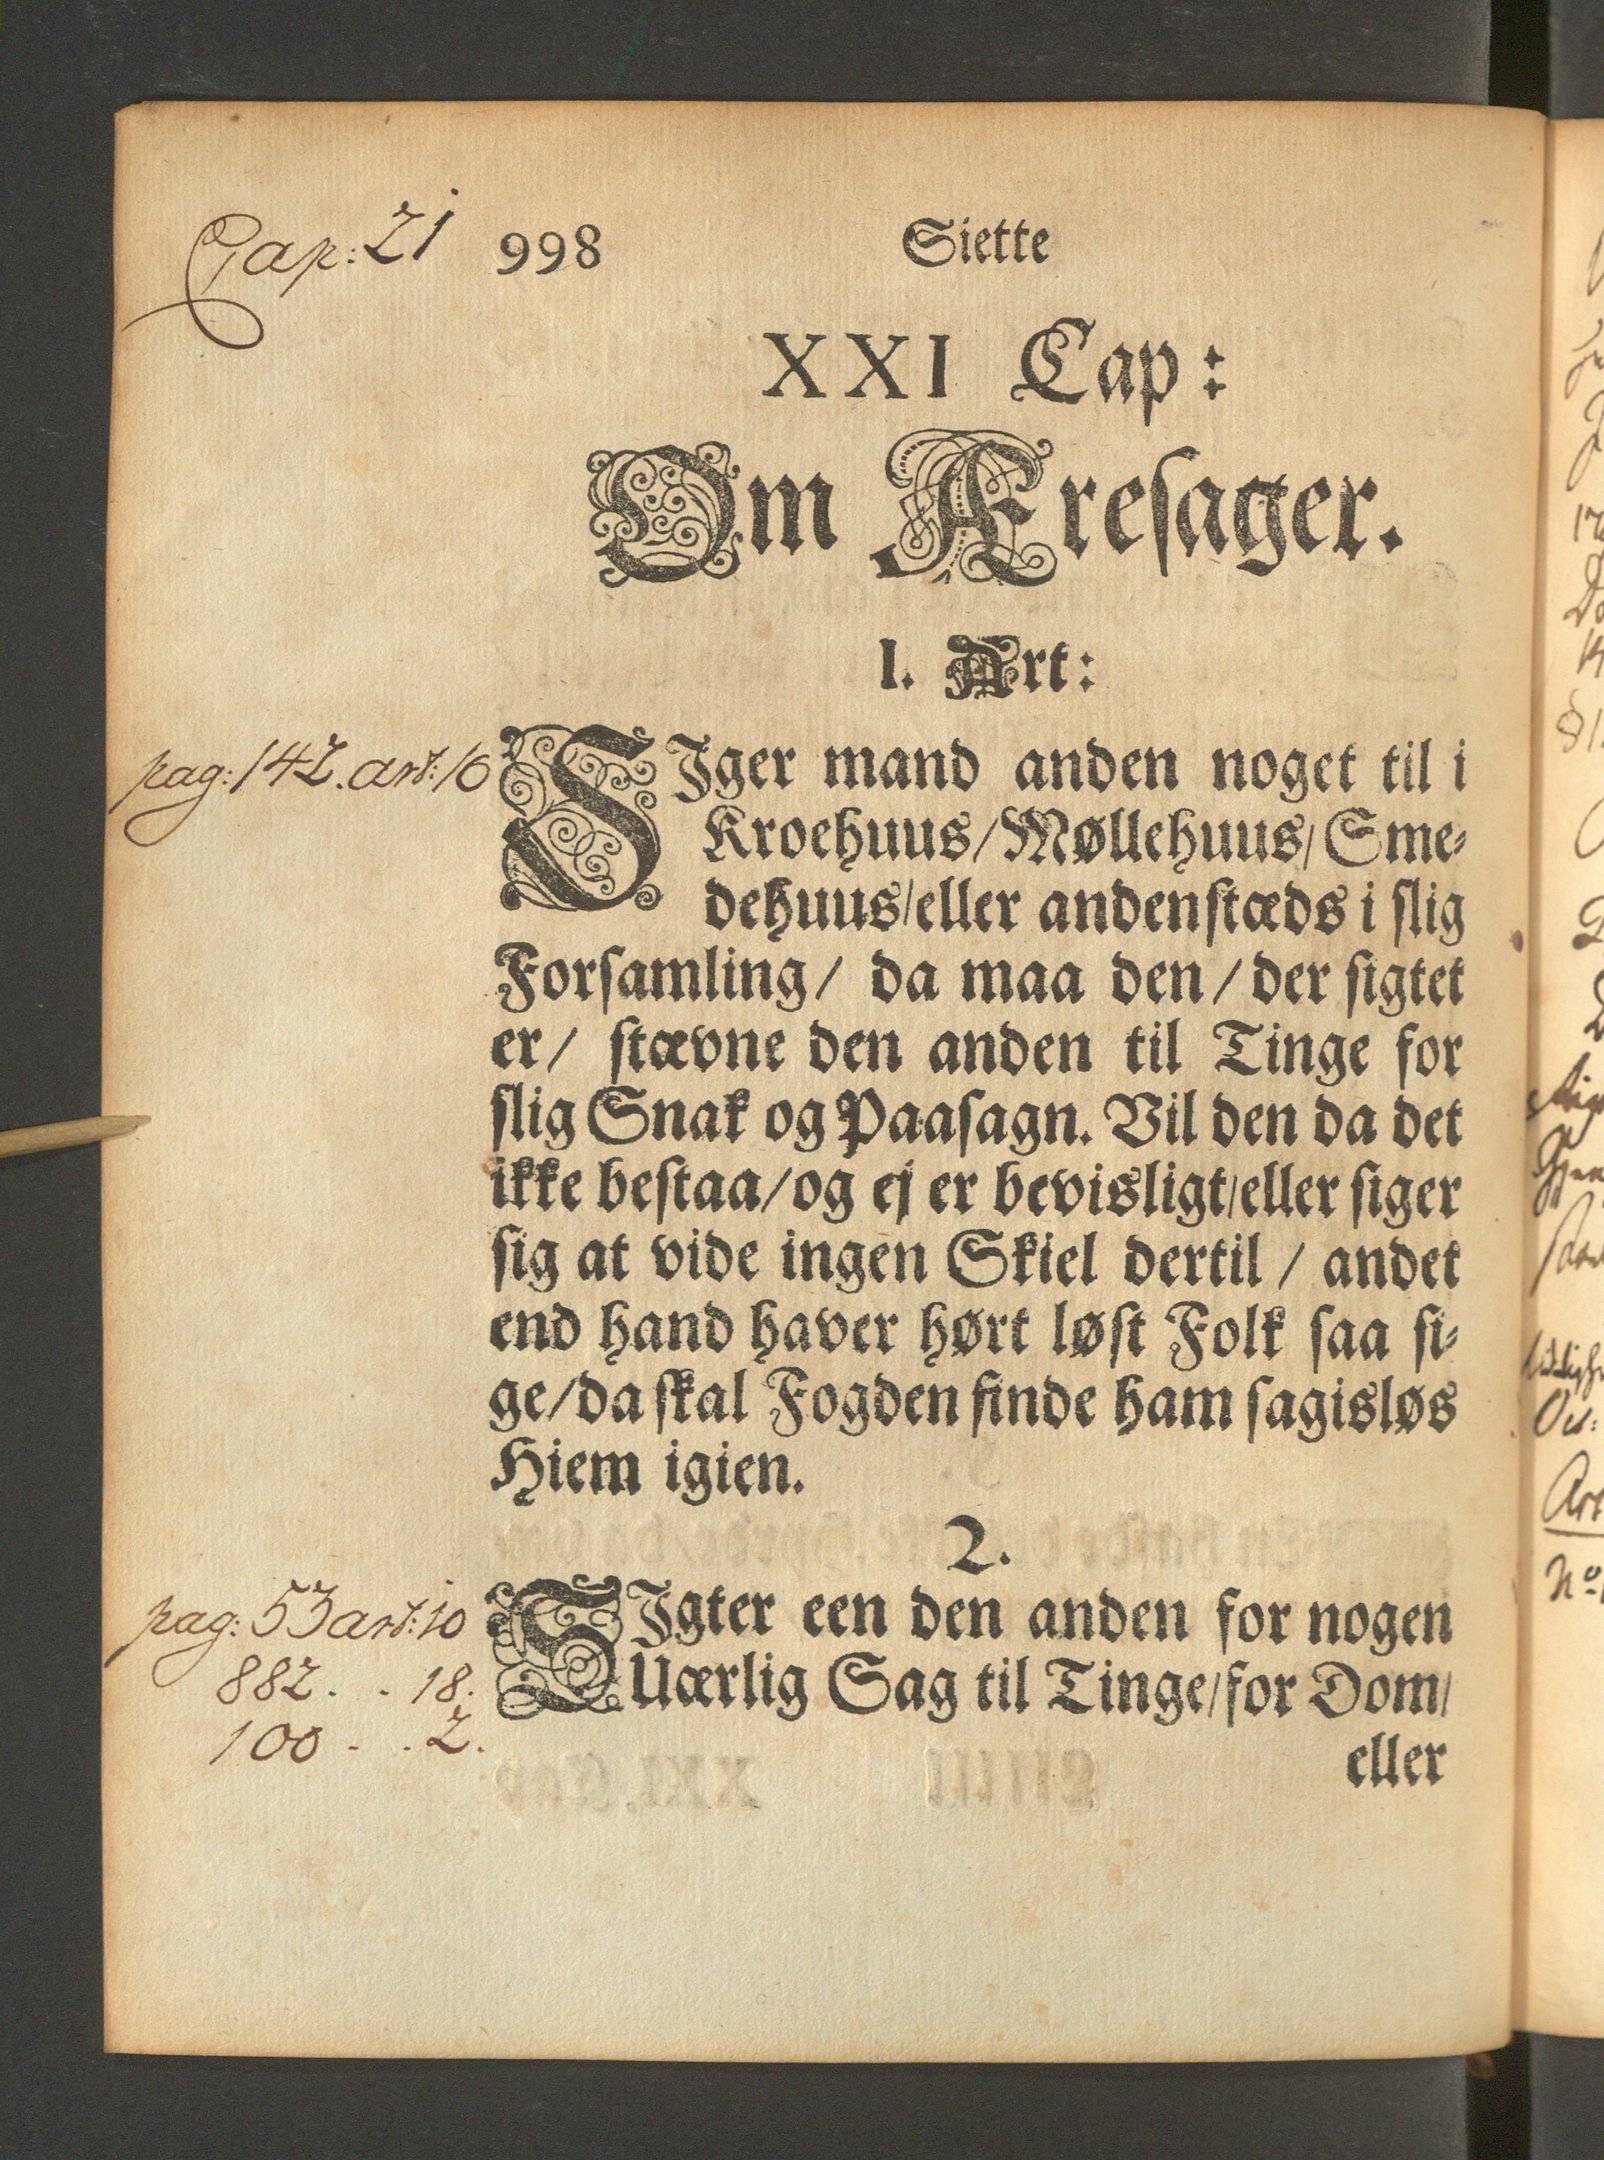 Cap: 21
998 Siette
XXI Cap:
Om Æresager.
1. Art:
pag: 142. art: 16
SIger mand anden noget til i
Kroehuus/Møllehuus/Sme-
dehuus/eller andenstæds i slig
Forsamling/ da maa den/der sigtet
er/ stævne den anden til Tinge for
slig Snak og Paasagn. Vil den da det
ikke bestaa/og ej er bevisligt/eller siger
sig at vide ingen Skiel dertil / andet
end hand haver hørt løst Folk saa si-
ge/da skal Fogden finde ham sagisløs
Hiem igien.
2.
pag: 53 art: 10
882 . . 18.
100 . . 2.
SIgter een den anden for nogen
Uærlig Sag til Tinge/for Dom/
eller